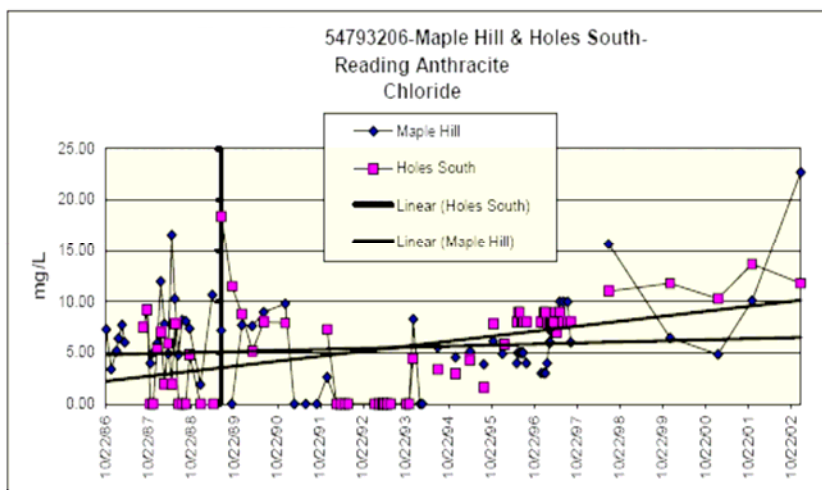 54793206-Maple Hill & Holes South-
Reading Anthracite
Chloride
Maple Hill
Holes South
Linear (Holes South)
Linear (Maple Hill)
mg/L
25.00
20.00
15.00
10.00
5.00
0.00
10/22/86
10/22/87
10/22/88
10/22/89
10/22/90
10/22/91
10/22/92
10/22/93
10/22/94
10/22/95
10/22/96
10/22/97
10/22/98
10/22/99
10/22/00
10/22/01
10/22/02